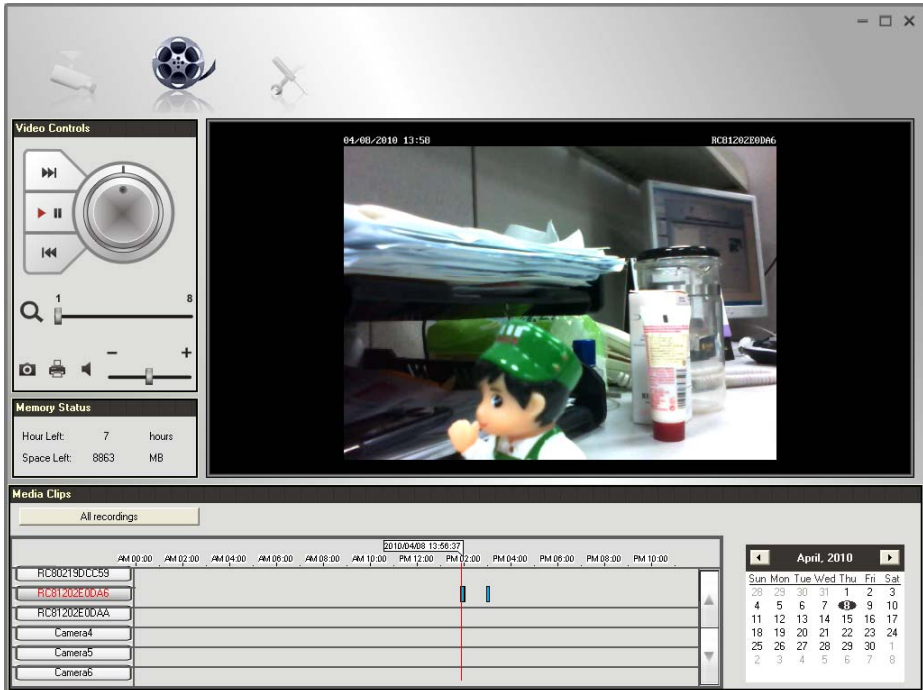 Video Controls
1 8
- +
Memory Status
Hour Left: 7 hours
Space Left: 8863 MB
04/08/2010 13:58
RC81202E0DA6
Media Clips
All recordings
2010/04/08 13:56:37
AM 00:00 AM 02:00 AM 04:00 AM 06:00 AM 08:00 AM 10:00 PM 12:00 PM 02:00 PM 04:00 PM 06:00 PM 08:00 PM 10:00
RC80219DCC59
RC81202E0DA6
RC81202E0DAA
Camera4
Camera5
Camera6
April, 2010
Sun Mon Tue Wed Thu Fri Sat
28 29 30 31 1 2 3
4 5 6 7 8 9 10
11 12 13 14 15 16 17
18 19 20 21 22 23 24
25 26 27 28 29 30 1
2 3 4 5 6 7 8